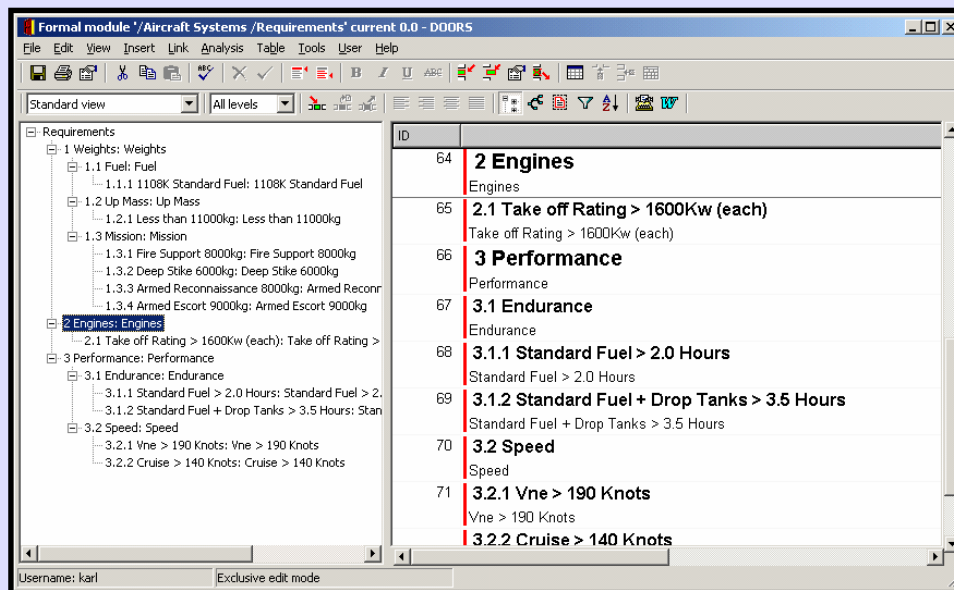 Formal module '/Aircraft Systems /Requirements' current 0.0 - DOORS
File Edit View Insert Link Analysis Table Tools User Help
ABC B I U ABC
Standard view All levels A Z W
Requirements
1 Weights: Weights
1.1 Fuel: Fuel
1.1.1 1108K Standard Fuel: 1108K Standard Fuel
1.2 Up Mass: Up Mass
1.2.1 Less than 11000kg: Less than 11000kg
1.3 Mission: Mission
1.3.1 Fire Support 8000kg: Fire Support 8000kg
1.3.2 Deep Stike 6000kg: Deep Stike 6000kg
1.3.3 Armed Reconnaissance 8000kg: Armed Reconr
1.3.4 Armed Escort 9000kg: Armed Escort 9000kg
2 Engines: Engines
2.1 Take off Rating > 1600Kw (each): Take off Rating >
3 Performance: Performance
3.1 Endurance: Endurance
3.1.1 Standard Fuel > 2.0 Hours: Standard Fuel > 2.
3.1.2 Standard Fuel + Drop Tanks > 3.5 Hours: Stan
3.2 Speed: Speed
3.2.1 Vne > 190 Knots: Vne > 190 Knots
3.2.2 Cruise > 140 Knots: Cruise > 140 Knots
ID
64 2 Engines
Engines
65 2.1 Take off Rating > 1600Kw (each)
Take off Rating > 1600Kw (each)
66 3 Performance
Performance
67 3.1 Endurance
Endurance
68 3.1.1 Standard Fuel > 2.0 Hours
Standard Fuel > 2.0 Hours
69 3.1.2 Standard Fuel + Drop Tanks > 3.5 Hours
Standard Fuel + Drop Tanks > 3.5 Hours
70 3.2 Speed
Speed
71 3.2.1 Vne > 190 Knots
Vne > 190 Knots
3.2.2 Cruise > 140 Knots
Username: karl Exclusive edit mode